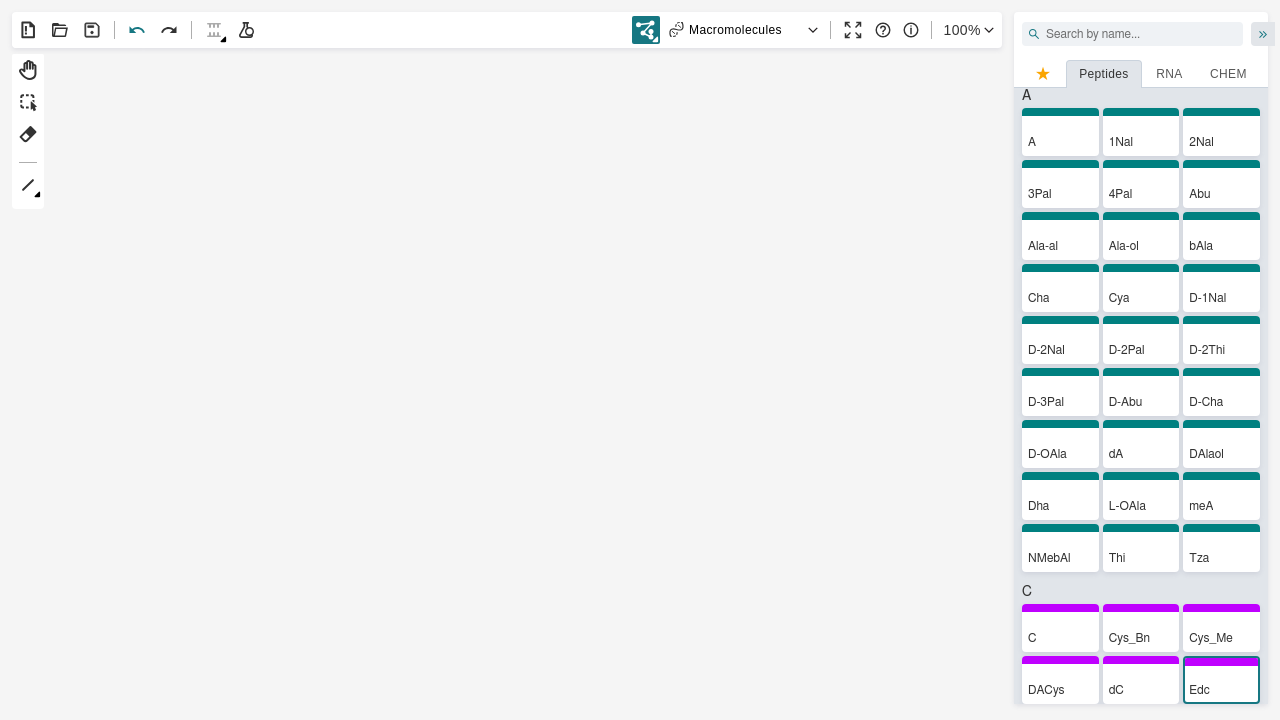 Macromolecules
100%
Search by name...
Peptides
RNA
CHEM
A
A
1Nal
2Nal
3Pal
4Pal
Abu
Ala-al
Ala-ol
bAla
Cha
Cya
D-1Nal
D-2Nal
D-2Pal
D-2Thi
D-3Pal
D-Abu
D-Cha
D-OAla
dA
DAlaol
Dha
L-OAla
meA
NMebAl
Thi
Tza
C
C
Cys_Bn
Cys_Me
DACys
dC
Edc